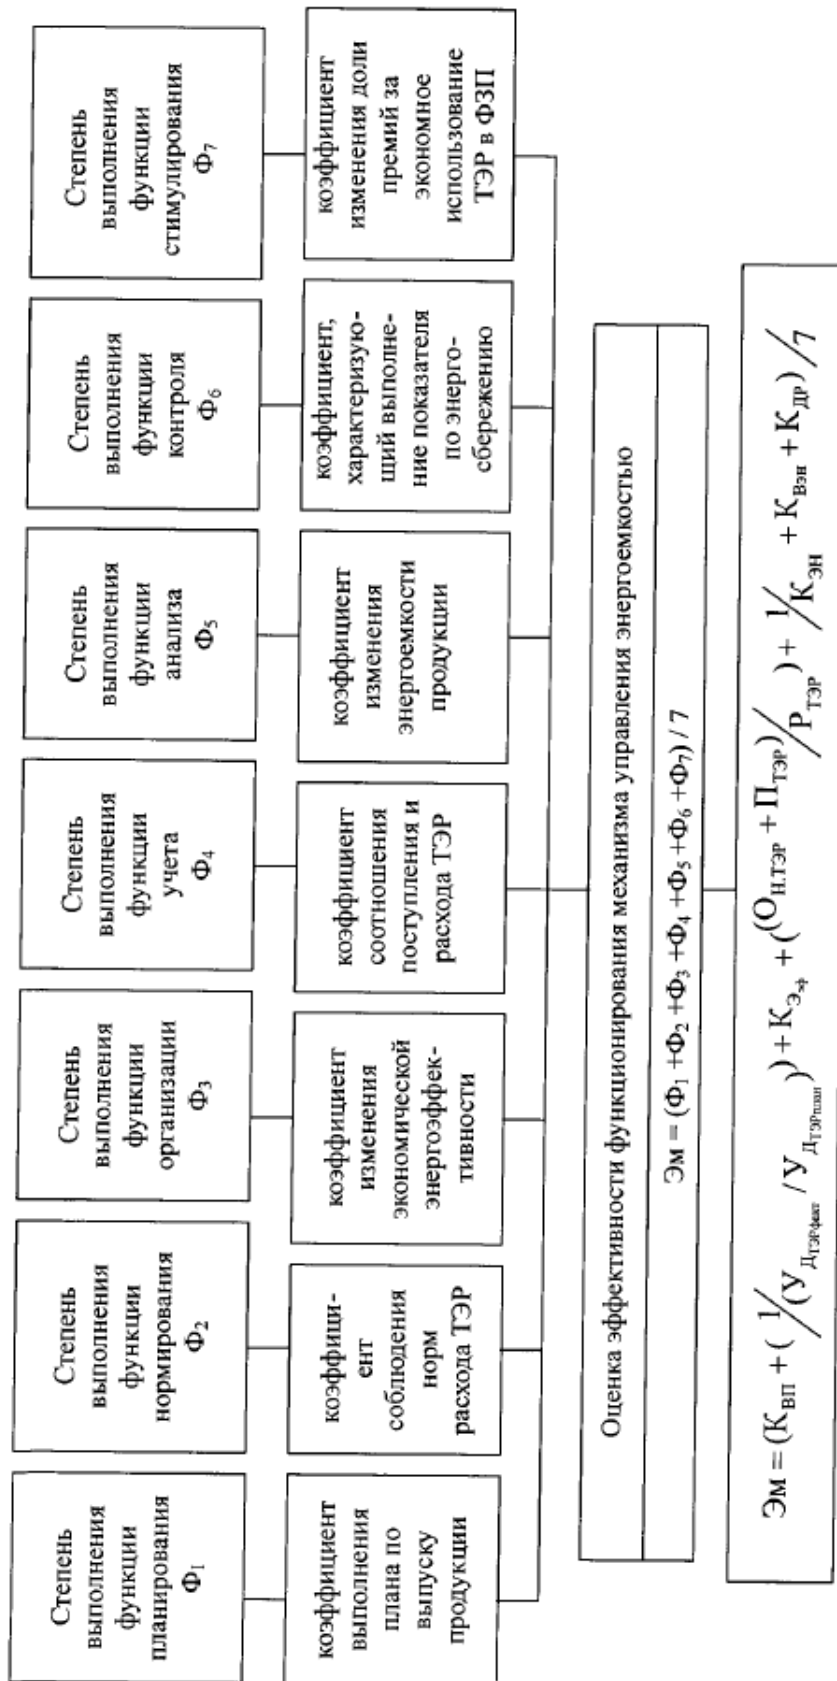 Степень
выполнения
функции
планирования
Ф1
Степень
выполнения
функции
нормирования
Ф2
Степень
выполнения
функции
организации
Ф3
Степень
выполнения
функции
учета
Ф4
Степень
выполнения
функции
анализа
Ф5
Степень
выполнения
функции
контроля
Ф6
Степень
выполнения
функции
стимулирования
Ф7
коэффициент
выполнения
плана по
выпуску
продукции
коэффици-
ент
соблюдения
норм
расхода ТЭР
коэффициент
изменения
экономической
энергоэффек-
тивности
коэффициент
соотношения
поступления и
расхода ТЭР
коэффициент
изменения
энергоемкости
продукции
коэффициент,
характеризую-
щий выполне-
ние показателя
по энерго-
сбережению
коэффициент
изменения доли
премий за
экономное
использование
ТЭР в ФЗП
Оценка эффективности функционирования механизма управления энергоемкостью
Эм = (Ф1 +Ф2 +Ф3 +Ф4 +Ф5 +Ф6 +Ф7) / 7
Эм = (КВП + ( 1/(УДТЭРфакт /УДТЭРплан) ) + КЭэф + ((ОН.ТЭР + ПТЭР)/РТЭР ) + 1/КЭН + КВэн + КДР) /7